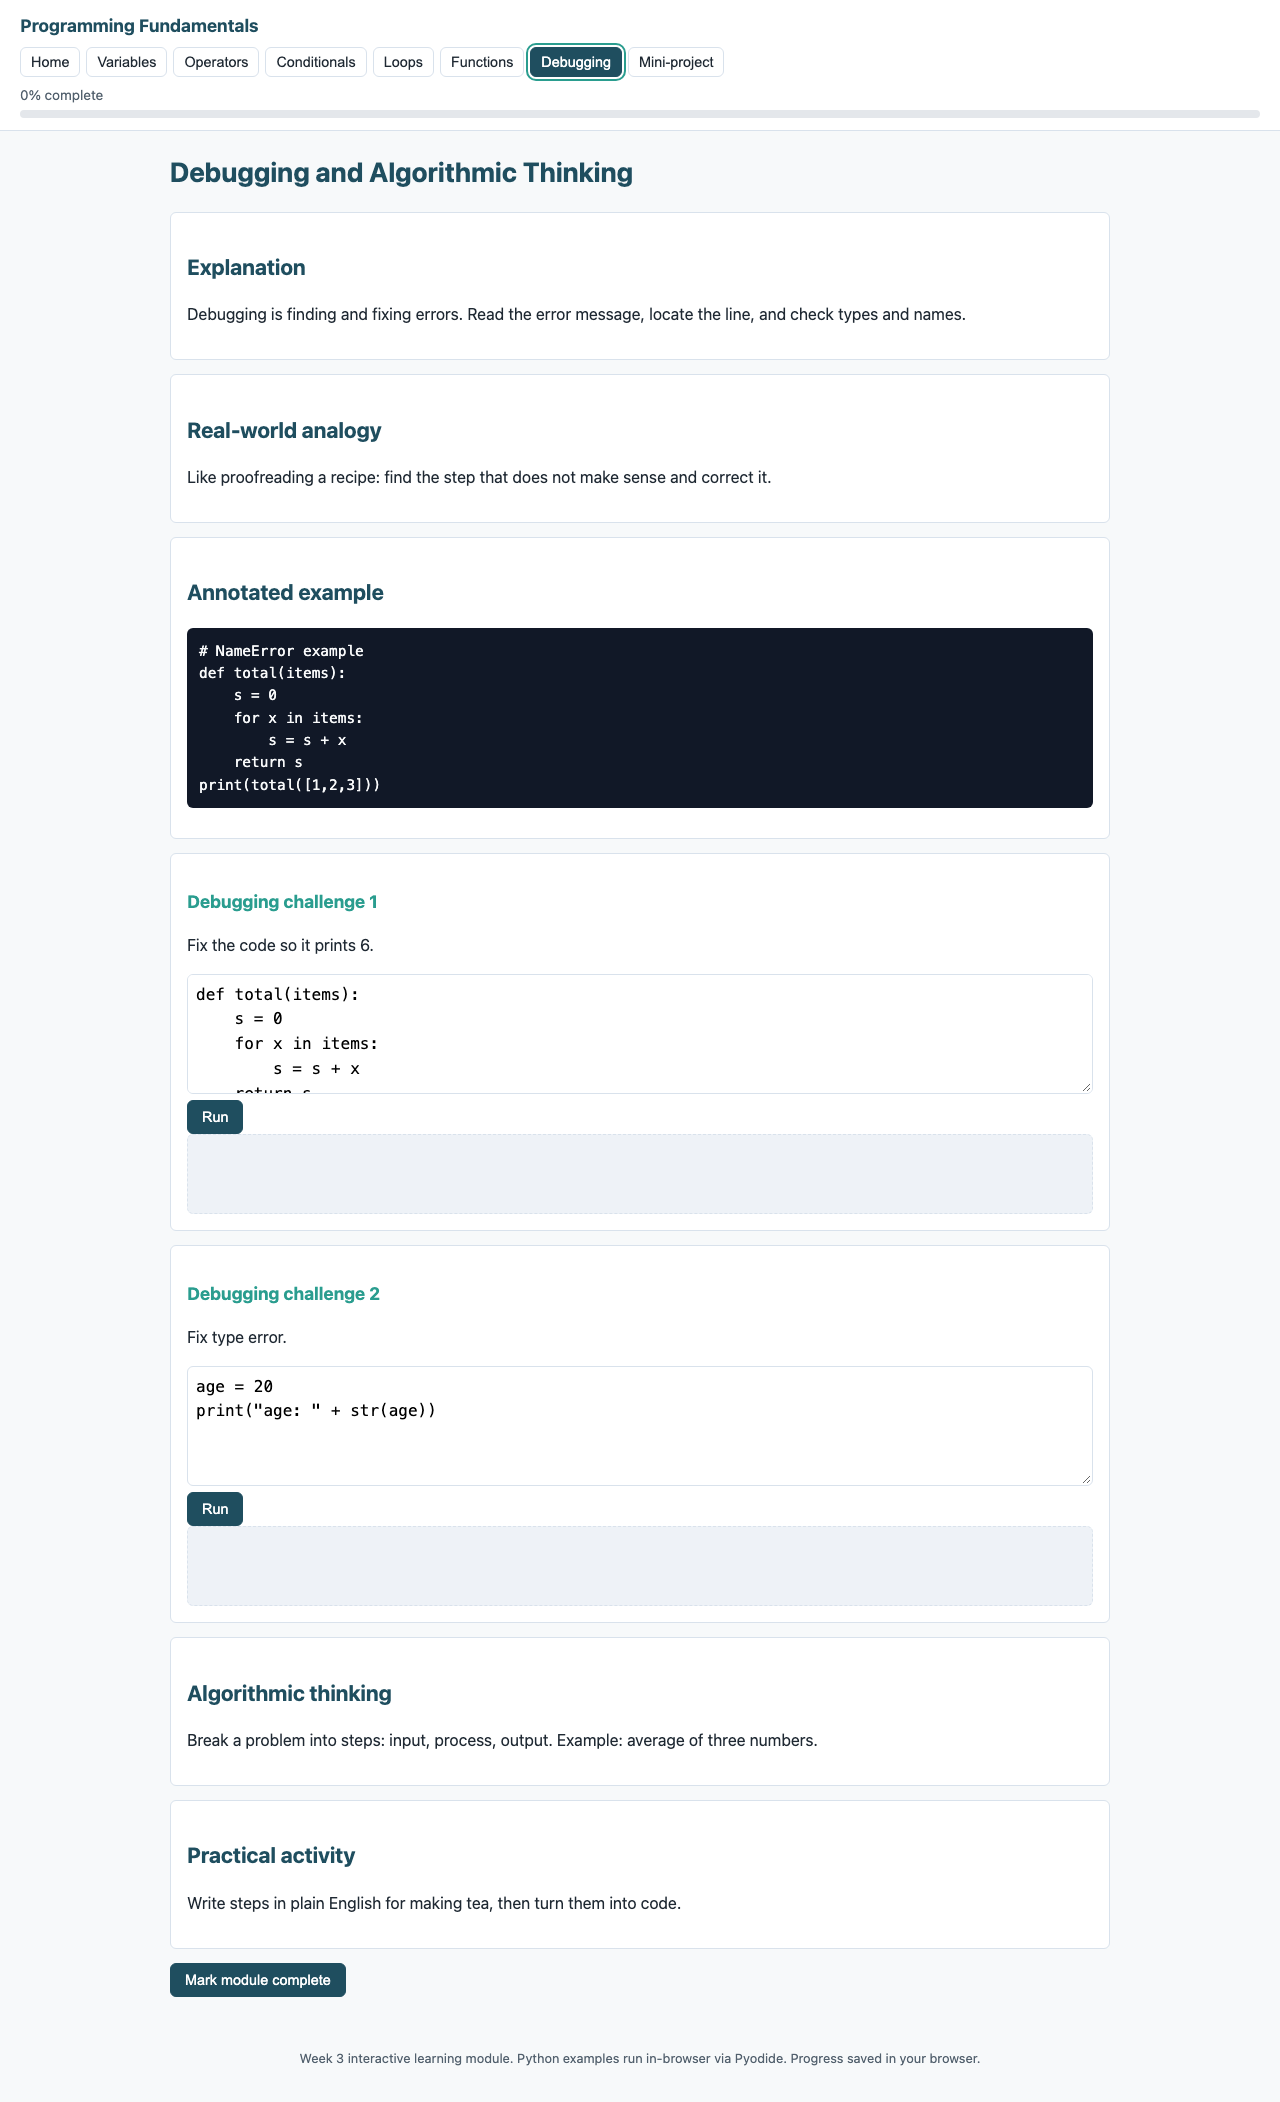 Programming Fundamentals
Home Variables Operators Conditionals Loops Functions Debugging Mini-project
0% complete
Debugging and Algorithmic Thinking
Explanation
Debugging is finding and fixing errors. Read the error message, locate the line, and check types and names.
Real-world analogy
Like proofreading a recipe: find the step that does not make sense and correct it.
Annotated example
# NameError example
def total(items):
    s = 0
    for x in items:
        s = s + x
    return s
print(total([1,2,3]))
Debugging challenge 1
Fix the code so it prints 6.
def total(items):
    s = 0
    for x in items:
        s = s + x
    return s
Run
Debugging challenge 2
Fix type error.
age = 20
print("age: " + str(age))
Run
Algorithmic thinking
Break a problem into steps: input, process, output. Example: average of three numbers.
Practical activity
Write steps in plain English for making tea, then turn them into code.
Mark module complete
Week 3 interactive learning module. Python examples run in-browser via Pyodide. Progress saved in your browser.